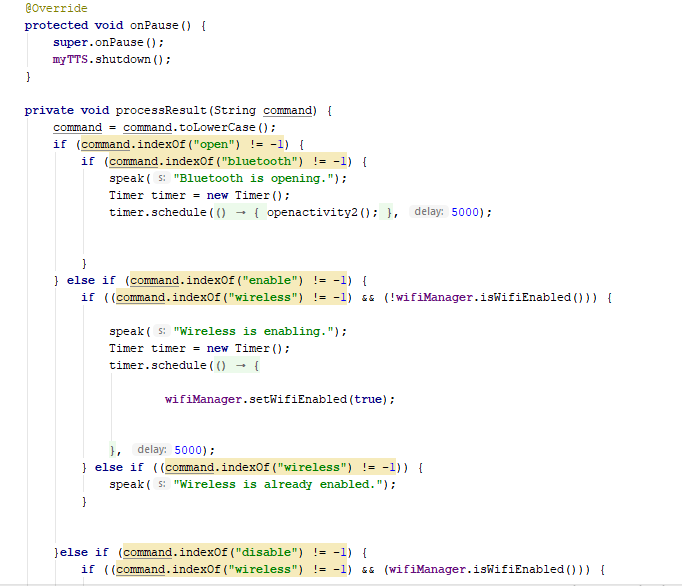 @Override
protected void onPause() {
super.onPause();
myTTS.shutdown();
}
private void processResult(String command) {
command = command.toLowerCase();
if (command.indexOf("open") != -1) {
if (command.indexOf("bluetooth") != -1) {
speak( s: "Bluetooth is opening.");
Timer timer = new Timer();
timer.schedule(() → { openactivity2(); }, delay: 5000);
}
} else if (command.indexOf("enable") != -1) {
if ((command.indexOf("wireless") != -1) && (!wifiManager.isWifiEnabled())) {
speak( s: "Wireless is enabling.");
Timer timer = new Timer();
timer.schedule(() → {
wifiManager.setWifiEnabled(true);
}, delay: 5000);
} else if ((command.indexOf("wireless") != -1)) {
speak( s: "Wireless is already enabled.");
}
}else if (command.indexOf("disable") != -1) {
if ((command.indexOf("wireless") != -1) && (wifiManager.isWifiEnabled())) {